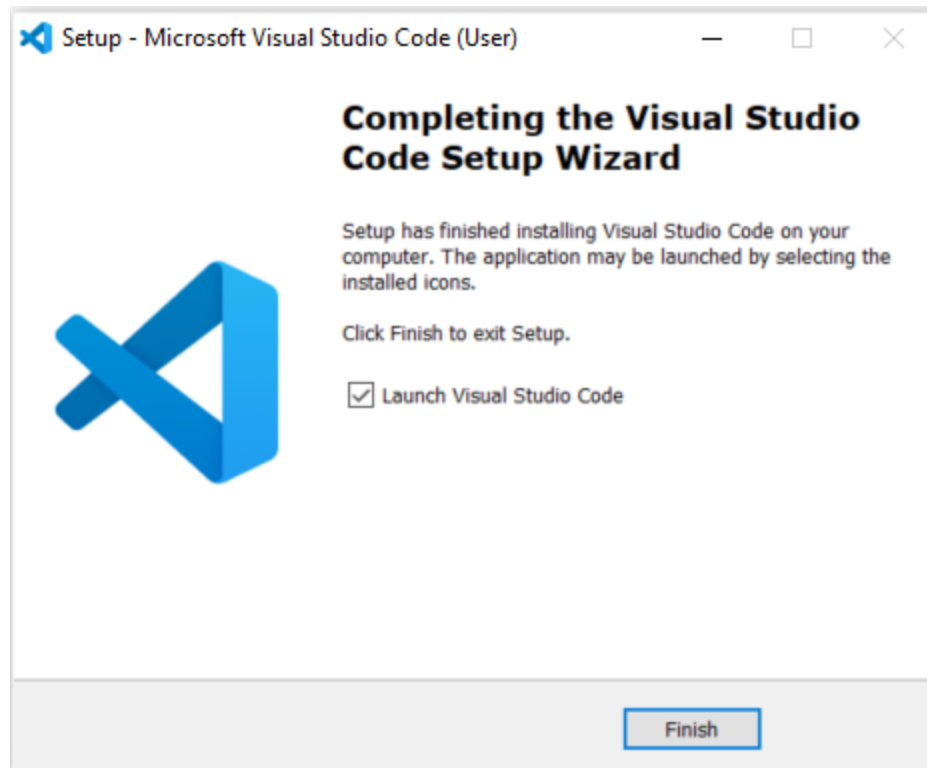 Setup - Microsoft Visual Studio Code (User)
Completing the Visual Studio
Code Setup Wizard
Setup has finished installing Visual Studio Code on your
computer. The application may be launched by selecting the
installed icons.
Click Finish to exit Setup.
Launch Visual Studio Code
Finish